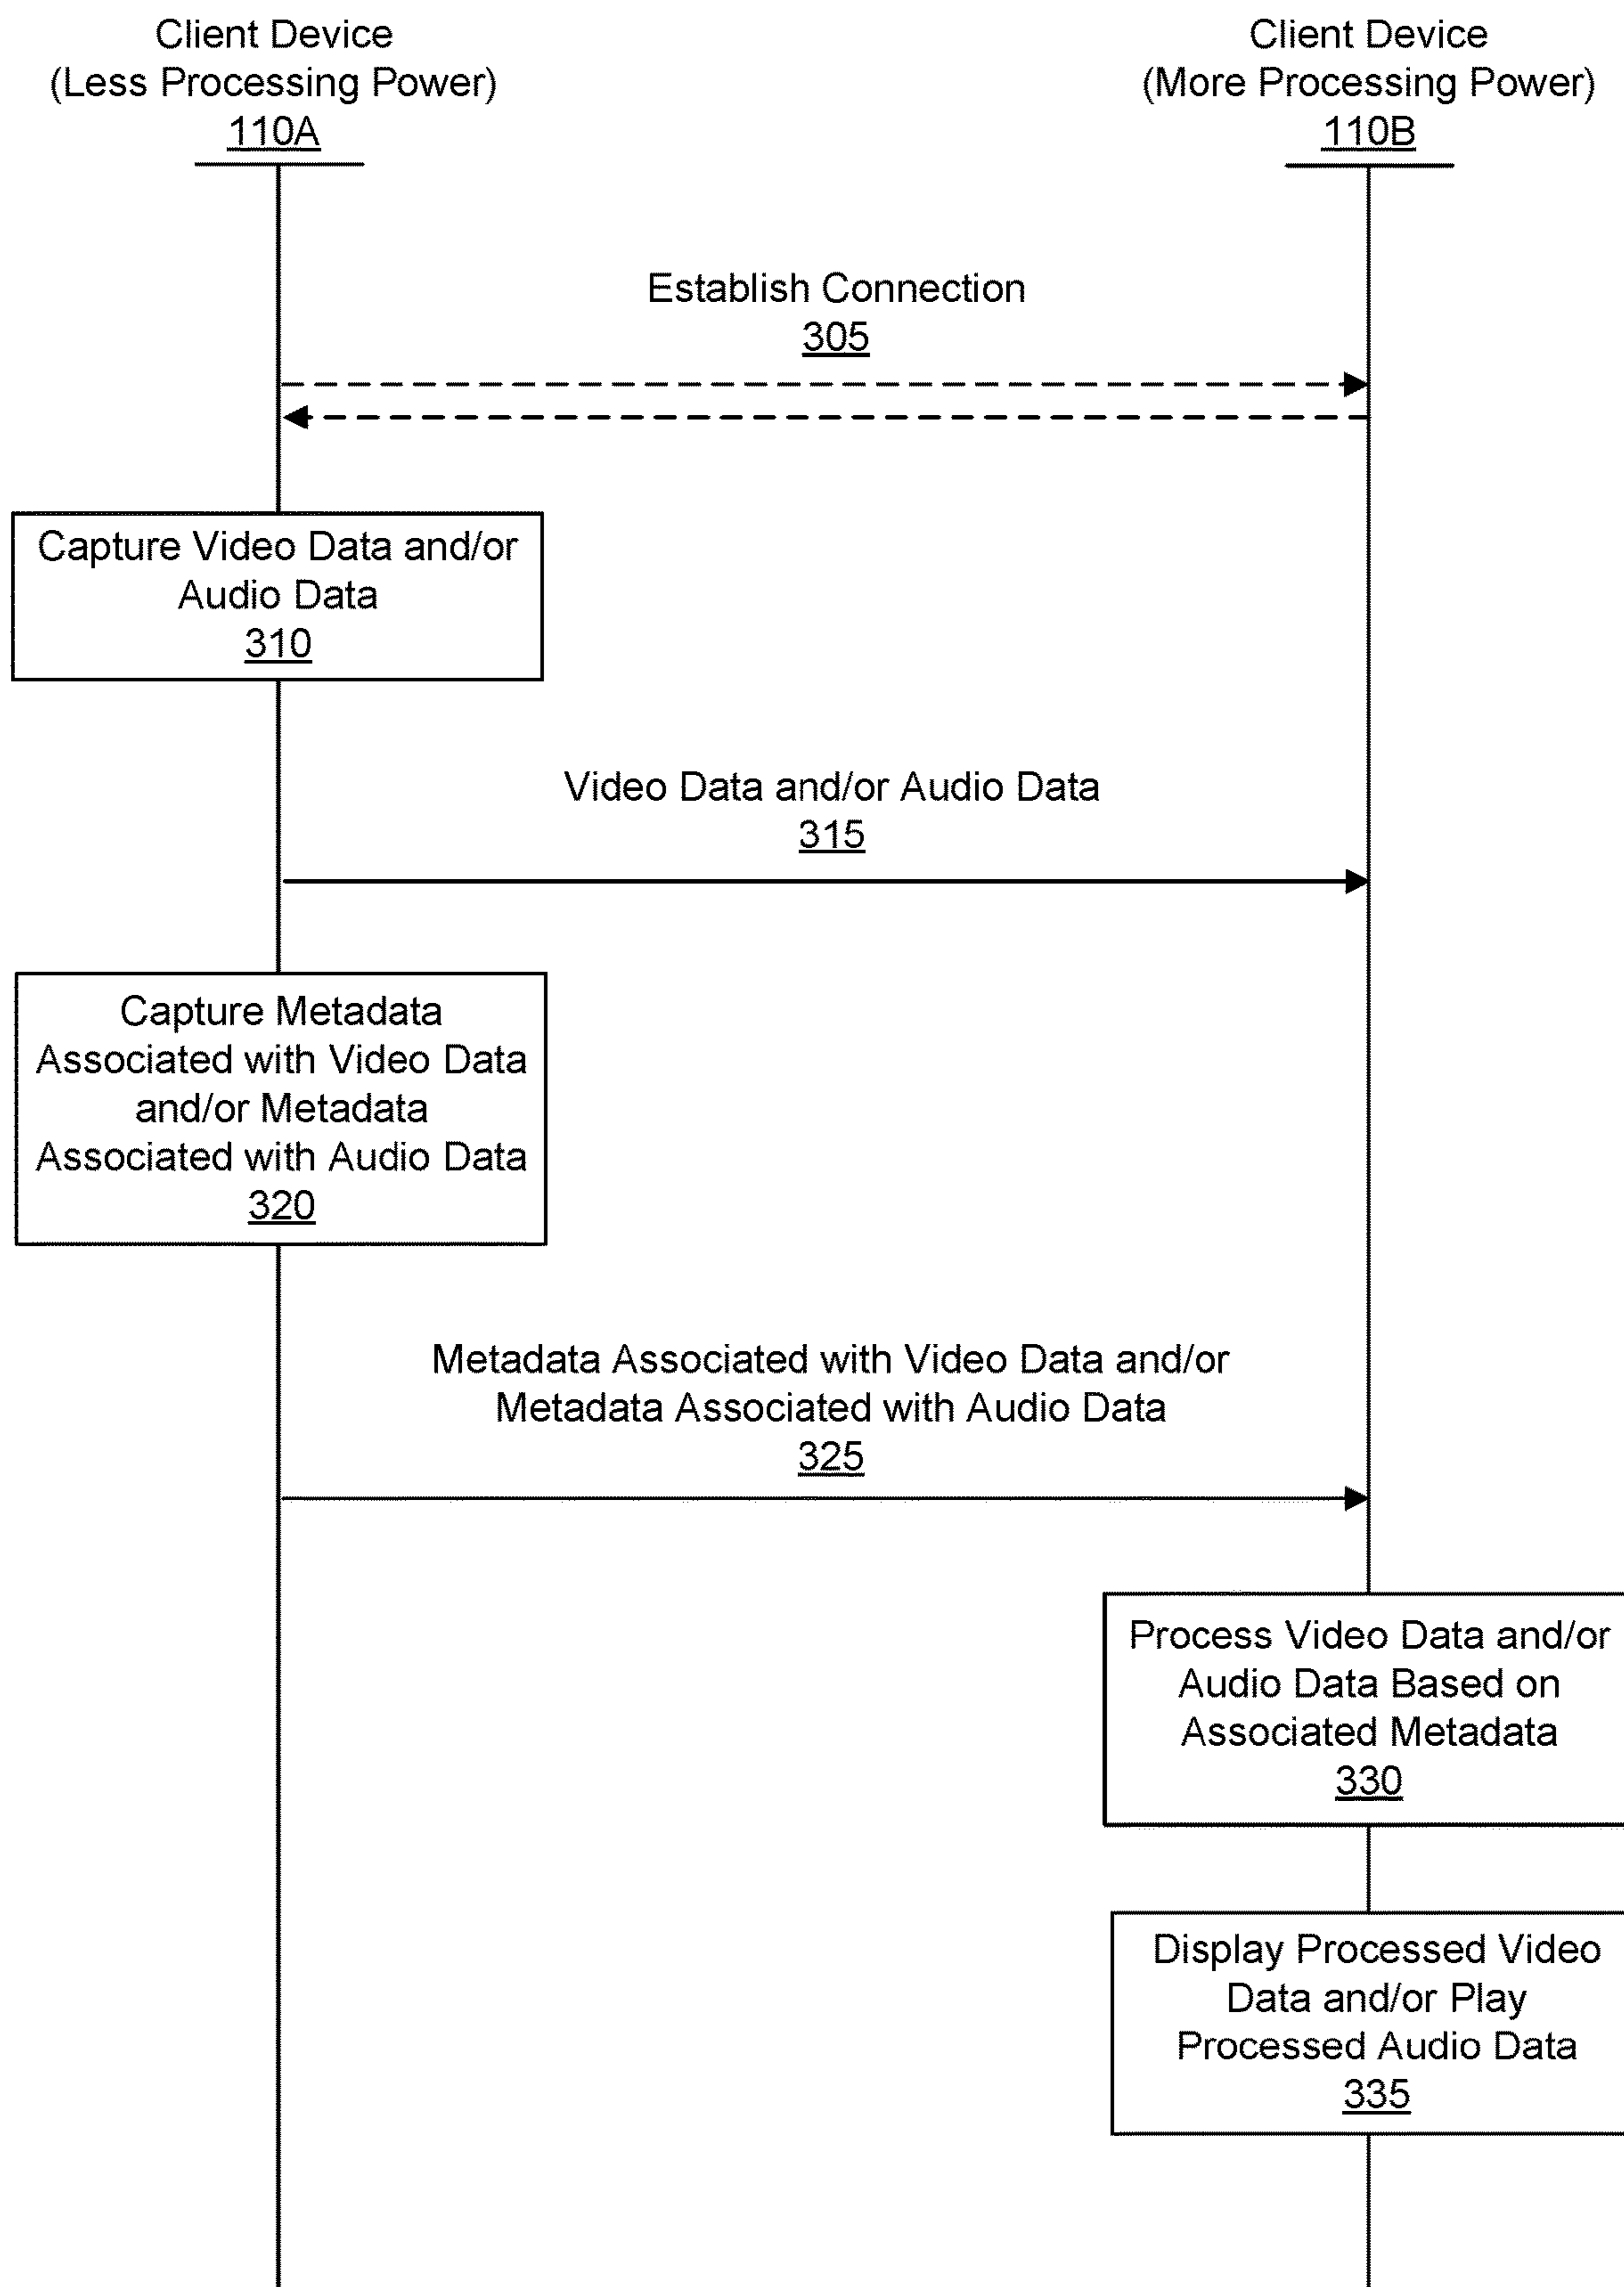 Client Device
(Less Processing Power)
110A
Client Device
(More Processing Power)
110B
Establish Connection
305
Capture Video Data and/or
Audio Data
310
Video Data and/or Audio Data
315
Capture Metadata
Associated with Video Data
and/or Metadata
Associated with Audio Data
320
Metadata Associated with Video Data and/or
Metadata Associated with Audio Data
325
Process Video Data and/or
Audio Data Based on
Associated Metadata
330
Display Processed Video
Data and/or Play
Processed Audio Data
335